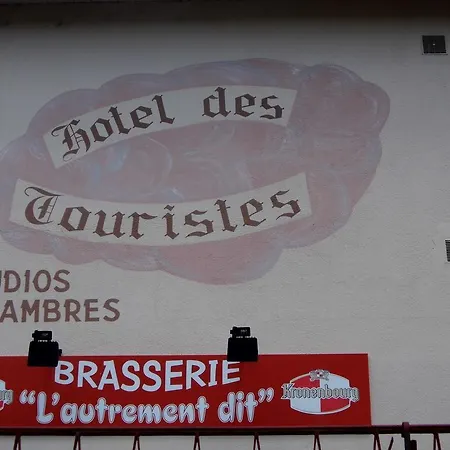 Hotel des
Touristes
UDIOS
AMBRES
BRASSERIE
"L'autrement dit"
Kronenbourg